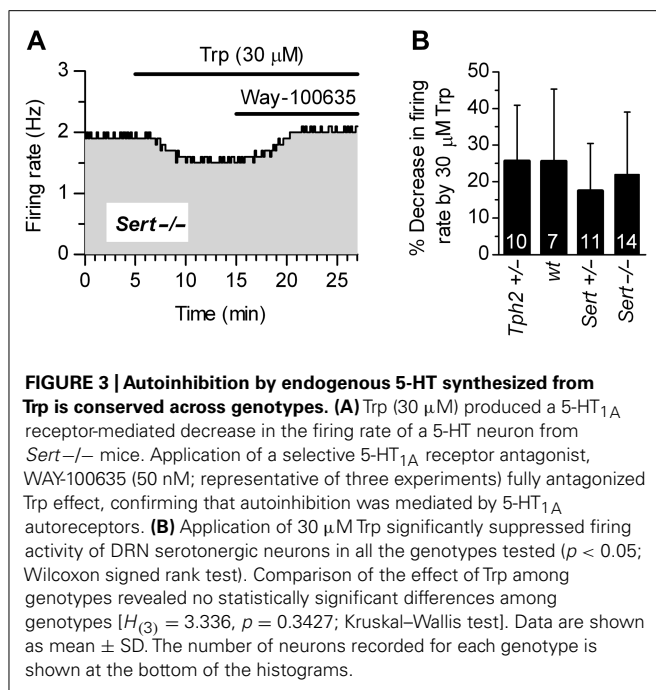 A
B
Trp (30 μM)
Way-100635
Firing rate (Hz)
3
2
1
0
Sert−/−
0 5 10 15 20 25
Time (min)
% Decrease in firing
rate by 30 μM Trp
50
40
30
20
10
0
10 7 11 14
Tph2 +/−
wt
Sert +/−
Sert −/−
FIGURE 3 | Autoinhibition by endogenous 5-HT synthesized from
Trp is conserved across genotypes. (A) Trp (30 μM) produced a 5-HT1A
receptor-mediated decrease in the firing rate of a 5-HT neuron from
Sert−/− mice. Application of a selective 5-HT1A receptor antagonist,
WAY-100635 (50 nM; representative of three experiments) fully antagonized
Trp effect, confirming that autoinhibition was mediated by 5-HT1A
autoreceptors. (B) Application of 30 μM Trp significantly suppressed firing
activity of DRN serotonergic neurons in all the genotypes tested (p < 0.05;
Wilcoxon signed rank test). Comparison of the effect of Trp among
genotypes revealed no statistically significant differences among
genotypes [H(3) = 3.336, p = 0.3427; Kruskal–Wallis test]. Data are shown
as mean ± SD. The number of neurons recorded for each genotype is
shown at the bottom of the histograms.